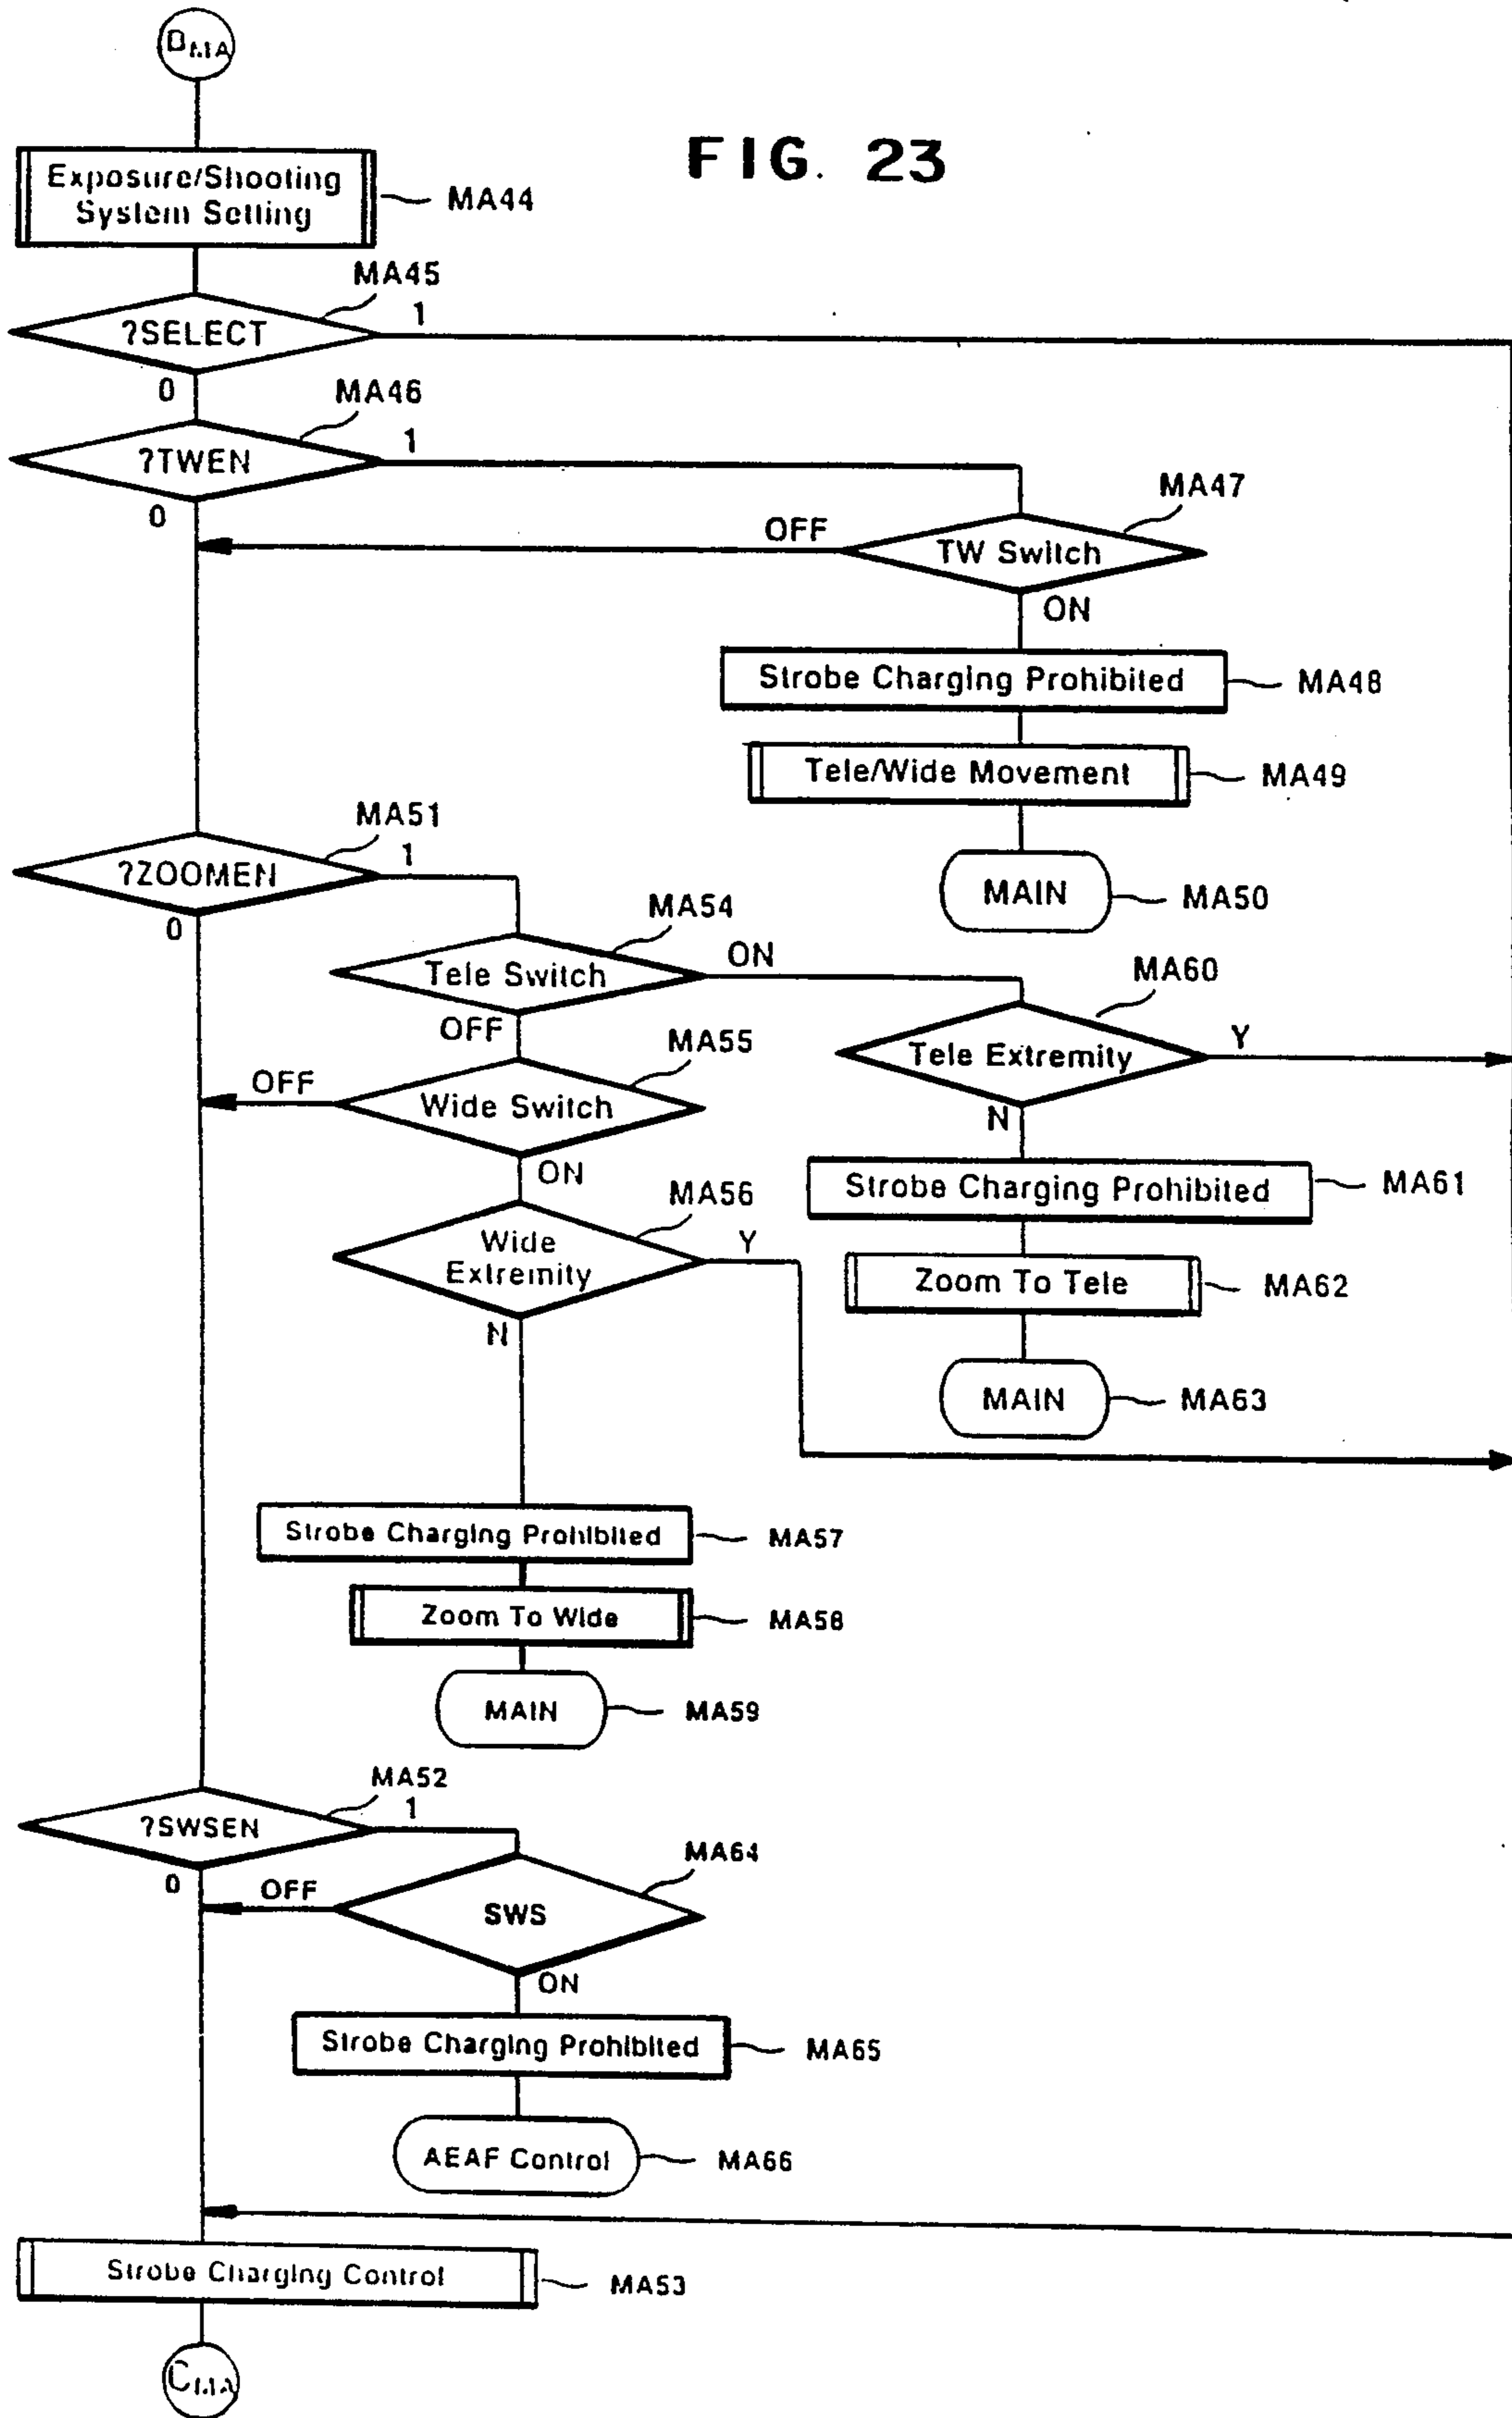 BMA
FIG. 23
Exposure/Shooting
System Setting
MA44
MA45
?SELECT
1
0
MA46
?TWEN
1
0
MA47
TW Switch
OFF
ON
Strobe Charging Prohibited
MA48
Tele/Wide Movement
MA49
MAIN
MA50
MA51
?ZOOMEN
1
0
MA54
Tele Switch
ON
OFF
MA60
Tele Extremity
Y
N
MA55
Wide Switch
OFF
ON
Strobe Charging Prohibited
MA61
MA56
Wide
Extremity
Y
N
Zoom To Tele
MA62
MAIN
MA63
Strobe Charging Prohibited
MA57
Zoom To Wide
MA58
MAIN
MA59
MA52
?SWSEN
1
0
MA64
SWS
OFF
ON
Strobe Charging Prohibited
MA65
AEAF Control
MA66
Strobe Charging Control
MA53
CMA